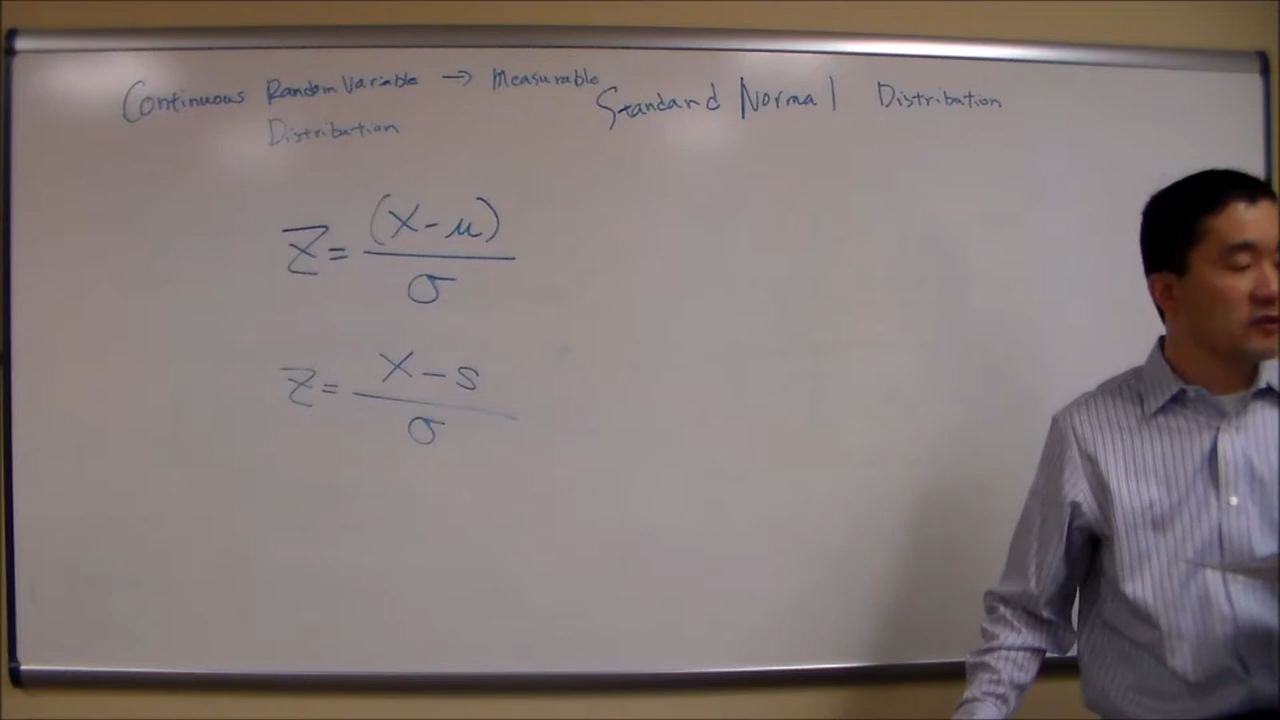 Continuous Random Variable → Measurable
Distribution
Standard Normal Distribution
Z = (X-μ)/σ
Z = X-s/σ